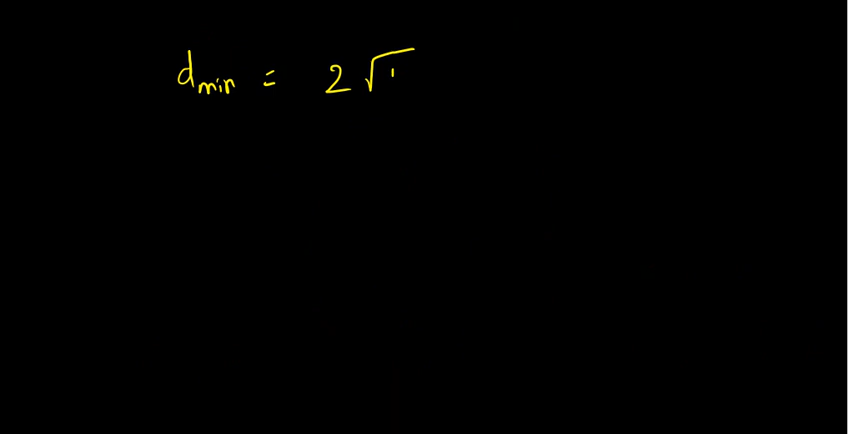 d_min = 2√